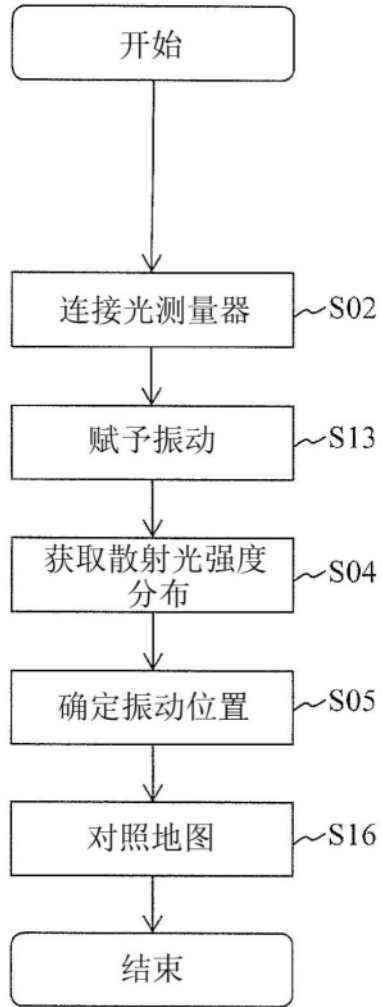 开始
连接光测量器
S02
赋予振动
S13
获取散射光强度
分布
S04
确定振动位置
S05
对照地图
S16
结束